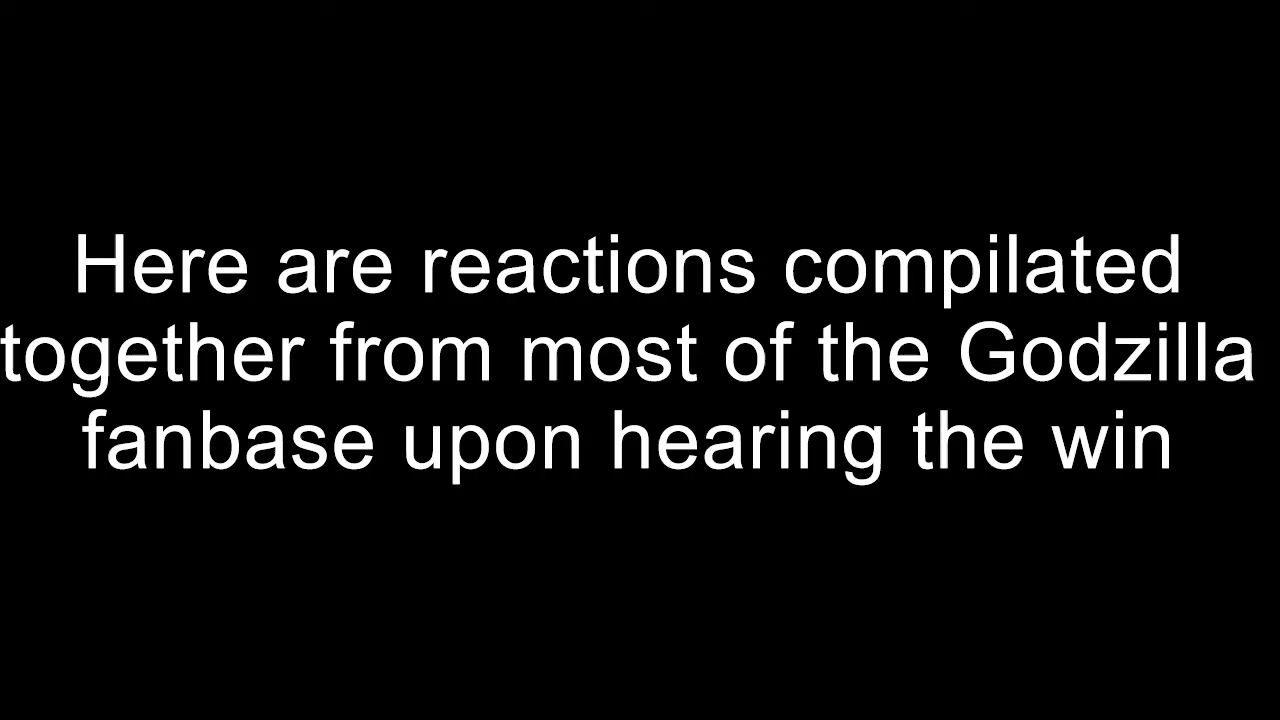 Here are reactions compilated
together from most of the Godzilla
fanbase upon hearing the win